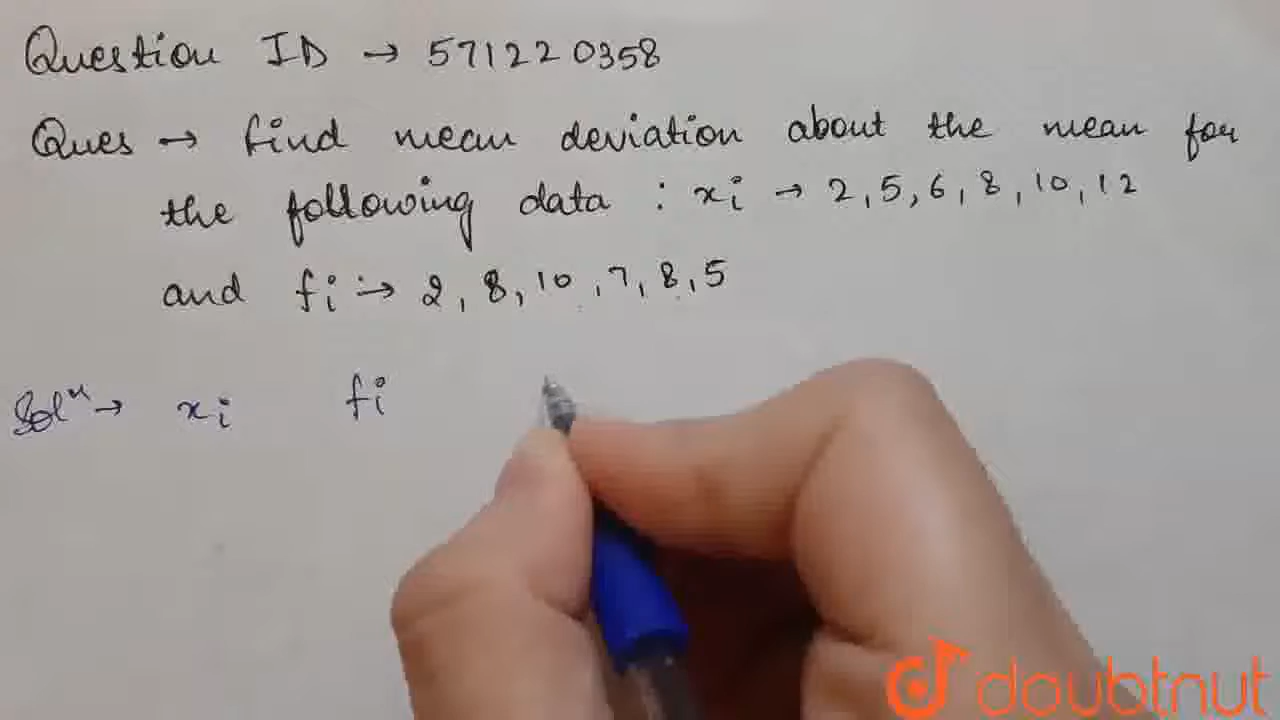 Question ID → 571220358
Ques → find mean deviation about the mean for
the following data : xi → 2, 5, 6, 8, 10, 12
and fi :→ 2, 8, 10, 7, 8, 5
Solⁿ → xi fi
doubtnut